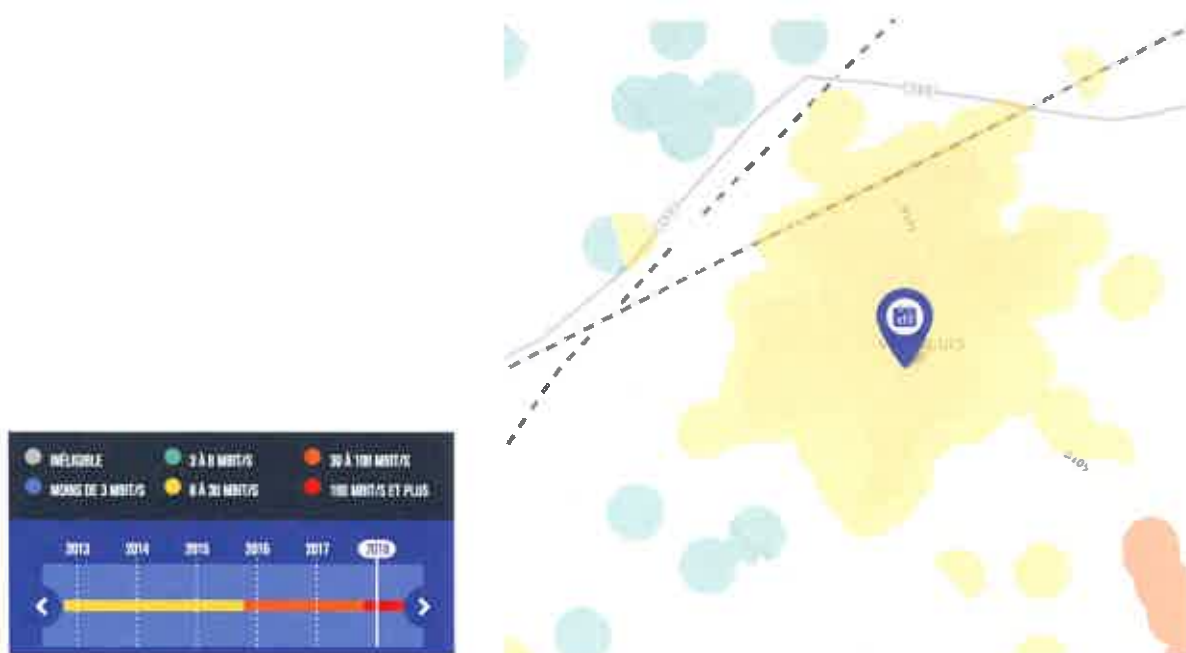 INÉLIGIBLE
3 À 8 MBIT/S
30 À 100 MBIT/S
MOINS DE 3 MBIT/S
8 À 30 MBIT/S
100 MBIT/S ET PLUS
2013
2014
2015
2016
2017
2018